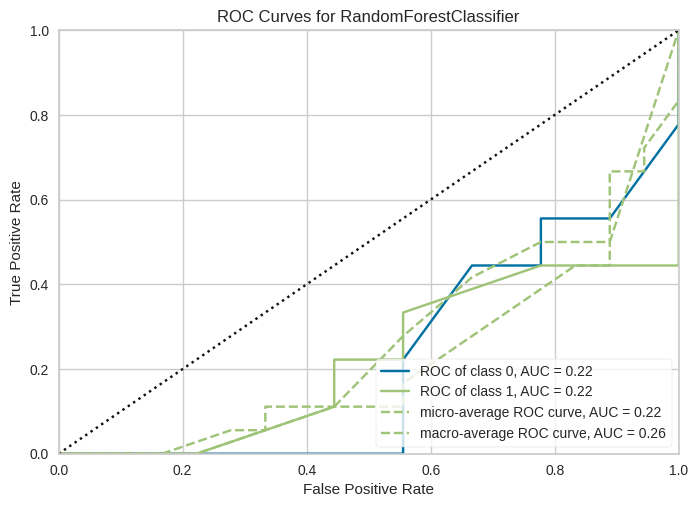 ROC Curves for RandomForestClassifier
True Positive Rate
1.0
0.8
0.6
0.4
0.2
0.0
ROC of class 0, AUC = 0.22
ROC of class 1, AUC = 0.22
micro-average ROC curve, AUC = 0.22
macro-average ROC curve, AUC = 0.26
0.0 0.2 0.4 0.6 0.8 1.0
False Positive Rate